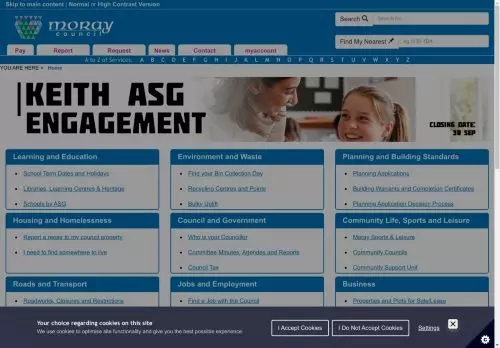 Skip to main content | Normal or High Contrast Version
moray
council
Search
Search for...
Find My Nearest
eg. IV30 1BX
Pay
Report
Request
News
Contact
myaccount
A to Z of Services: A B C D E F G H I J K L M N O P Q R S T U V W X Y Z
YOU ARE HERE » Home
KEITH ASG
ENGAGEMENT
CLOSING DATE:
30 SEP
Learning and Education
School Term Dates and Holidays
Libraries, Learning Centres & Heritage
Schools by ASG
Environment and Waste
Find your Bin Collection Day
Recycling Centres and Points
Bulky Uplift
Planning and Building Standards
Planning Applications
Building Warrants and Completion Certificates
Planning Application Decision Process
Housing and Homelessness
Report a repair to my council property
I need to find somewhere to live
Council and Government
Who is your Councillor
Committee Minutes, Agendas and Reports
Council Tax
Community Life, Sports and Leisure
Moray Sports & Leisure
Community Councils
Community Support Unit
Roads and Transport
Roadworks, Closures and Restrictions
Jobs and Employment
Find a Job with the Council
Business
Properties and Plots for Sale/Lease
Your choice regarding cookies on this site
We use cookies to optimise site functionality and give you the best possible experience.
I Accept Cookies
I Do Not Accept Cookies
Settings
X